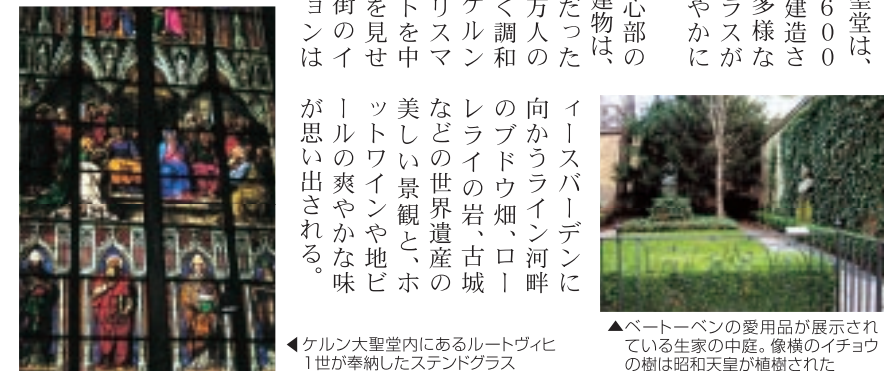 聖堂は、
600
建造さ
多様な
ラスが
やかに
心部の
建物は、
だった
万人の
く調和
ケルン
リスマ
トを中
を見せ
街のイ
ョンは
ィースバーデンに
向かうライン河畔
のブドウ畑、ロー
レライの岩、古城
などの世界遺産の
美しい景観と、ホ
ットワインや地ビ
ールの爽やかな味
が思い出される。
▲ベートーベンの愛用品が展示され
ている生家の中庭。像横のイチョウ
の樹は昭和天皇が植樹された
◀ケルン大聖堂内にあるルートヴィヒ
1世が奉納したステンドグラス